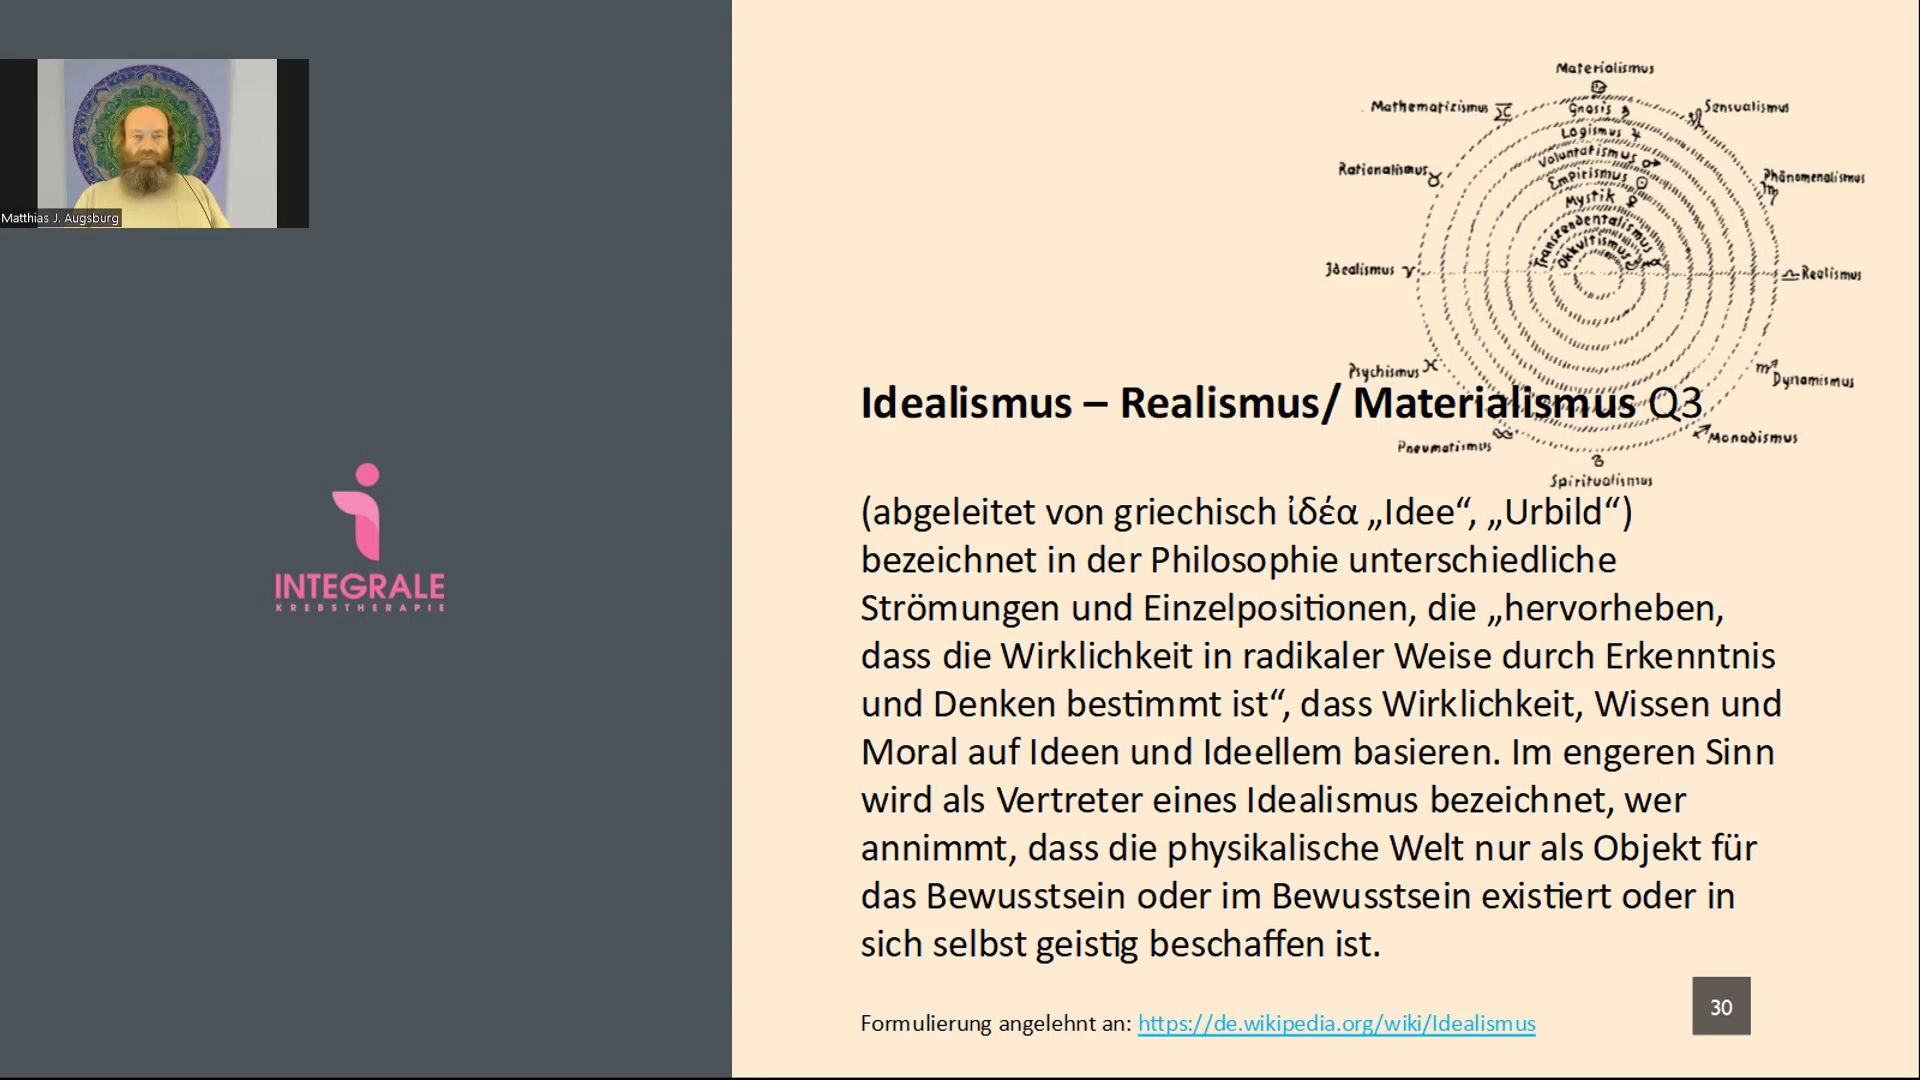 Matthias J. Augsburg
INTEGRALE
KREBSTHERAPIE
Materialismus
Mathematizismus
Gnosis
Sensualismus
Logismus
Voluntarismus
Rationalismus
Empirismus
Phänomenalismus
Mystik
Transzendentalismus
Okkultismus
Idealismus
Realismus
Psychismus
Dynamismus
Idealismus – Realismus/ Materialismus Q3
Pneumatismus
Monadismus
Spiritualismus
(abgeleitet von griechisch ἰδέα „Idee“, „Urbild“)
bezeichnet in der Philosophie unterschiedliche
Strömungen und Einzelpositionen, die „hervorheben,
dass die Wirklichkeit in radikaler Weise durch Erkenntnis
und Denken bestimmt ist“, dass Wirklichkeit, Wissen und
Moral auf Ideen und Ideellem basieren. Im engeren Sinn
wird als Vertreter eines Idealismus bezeichnet, wer
annimmt, dass die physikalische Welt nur als Objekt für
das Bewusstsein oder im Bewusstsein existiert oder in
sich selbst geistig beschaffen ist.
Formulierung angelehnt an: https://de.wikipedia.org/wiki/Idealismus
30